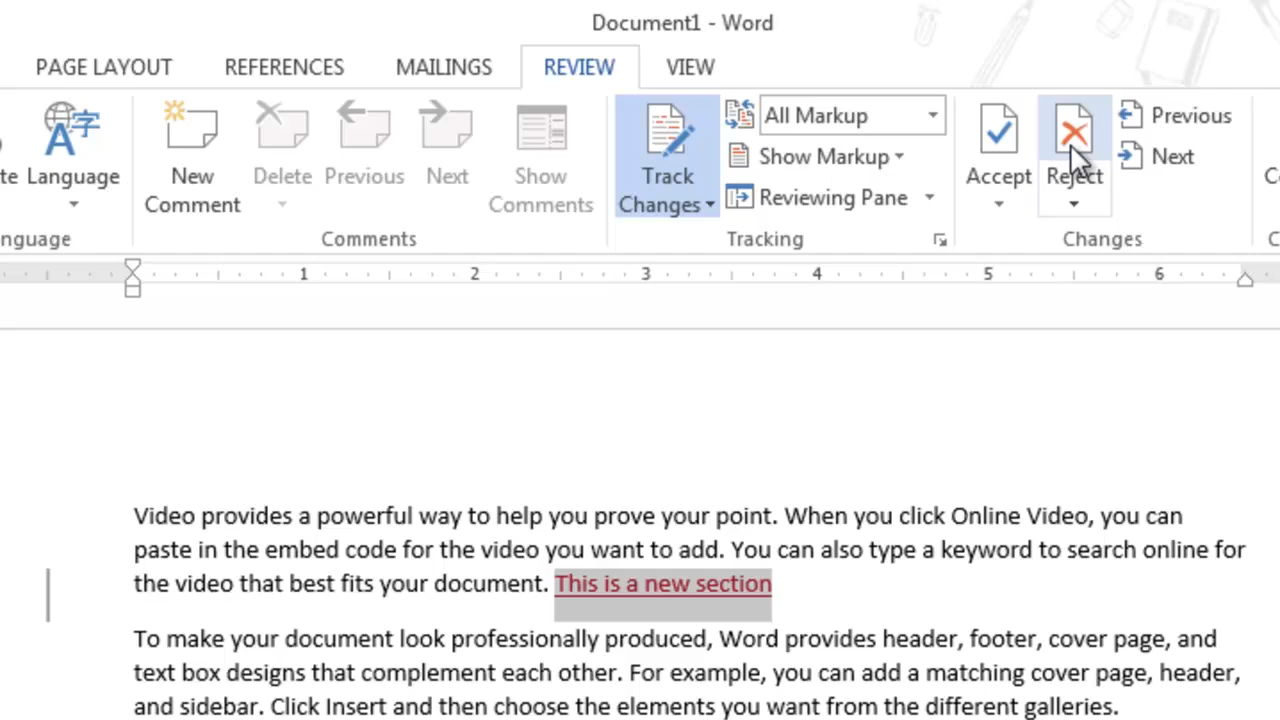 Document1 - Word
PAGE LAYOUT REFERENCES MAILINGS REVIEW VIEW
Language
New Comment
Delete
Previous
Next
Show Comments
Comments
Track Changes
All Markup
Show Markup
Reviewing Pane
Tracking
Accept
Reject
Previous
Next
Changes
1 2 3 4 5 6
Video provides a powerful way to help you prove your point. When you click Online Video, you can
paste in the embed code for the video you want to add. You can also type a keyword to search online for
the video that best fits your document. This is a new section
To make your document look professionally produced, Word provides header, footer, cover page, and
text box designs that complement each other. For example, you can add a matching cover page, header,
and sidebar. Click Insert and then choose the elements you want from the different galleries.